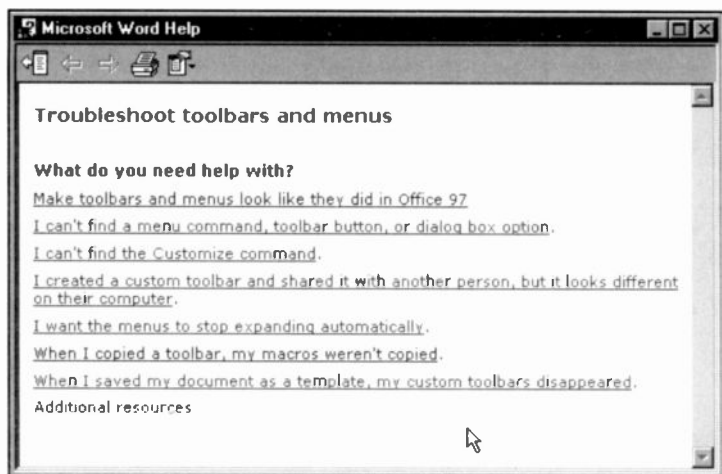 Microsoft Word Help
Troubleshoot toolbars and menus
What do you need help with?
Make toolbars and menus look like they did in Office 97
I can't find a menu command, toolbar button, or dialog box option.
I can't find the Customize command.
I created a custom toolbar and shared it with another person, but it looks different
on their computer.
I want the menus to stop expanding automatically.
When I copied a toolbar, my macros weren't copied.
When I saved my document as a template, my custom toolbars disappeared.
Additional resources